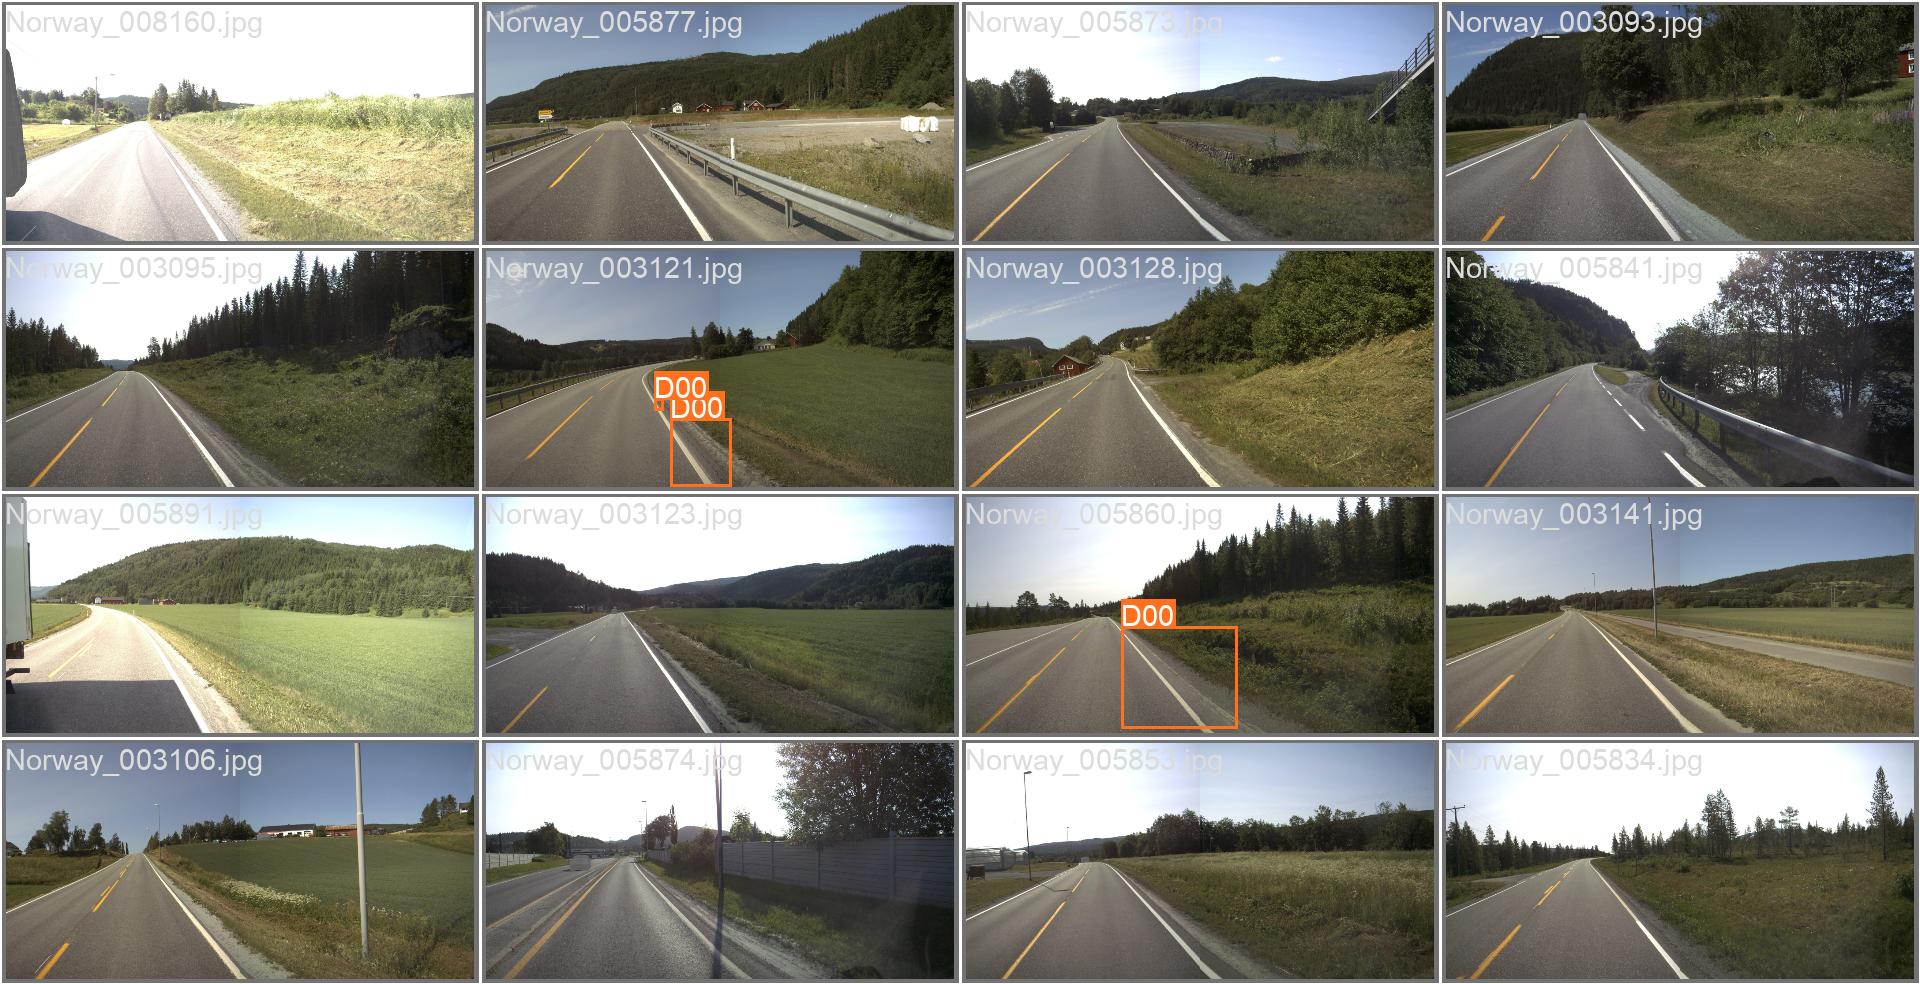 Norway_008160.jpg
Norway_005877.jpg
Norway_005873.jpg
Norway_003093.jpg
Norway_003095.jpg
Norway_003121.jpg
D00
D00
Norway_003128.jpg
Norway_005841.jpg
Norway_005891.jpg
Norway_003123.jpg
Norway_005860.jpg
D00
Norway_003141.jpg
Norway_003106.jpg
Norway_005874.jpg
Norway_005853.jpg
Norway_005834.jpg